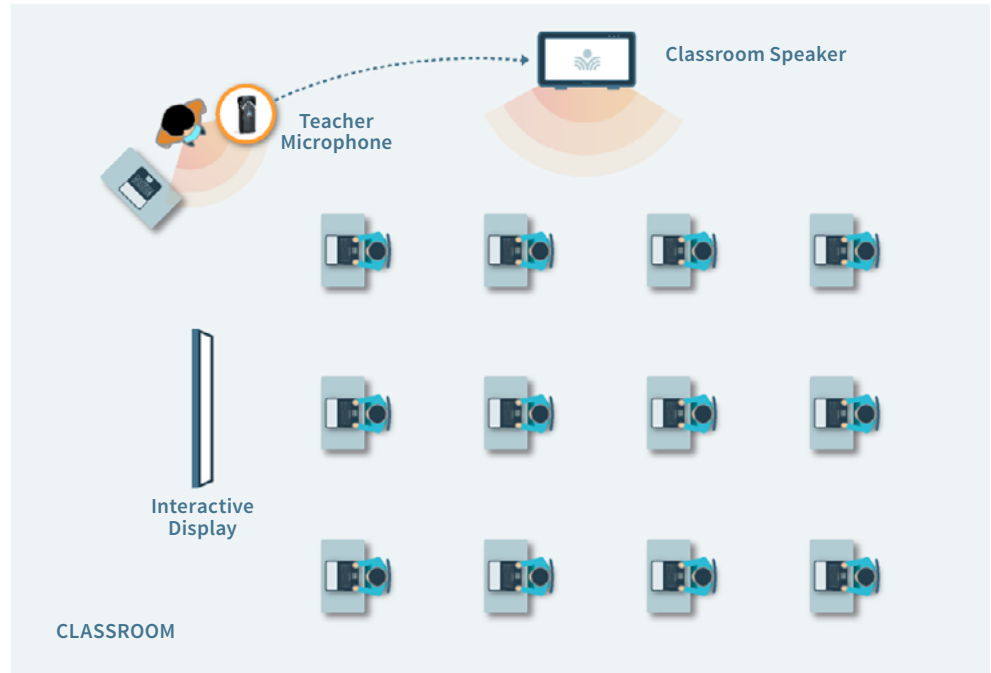 Classroom Speaker
Teacher
Microphone
Interactive
Display
CLASSROOM